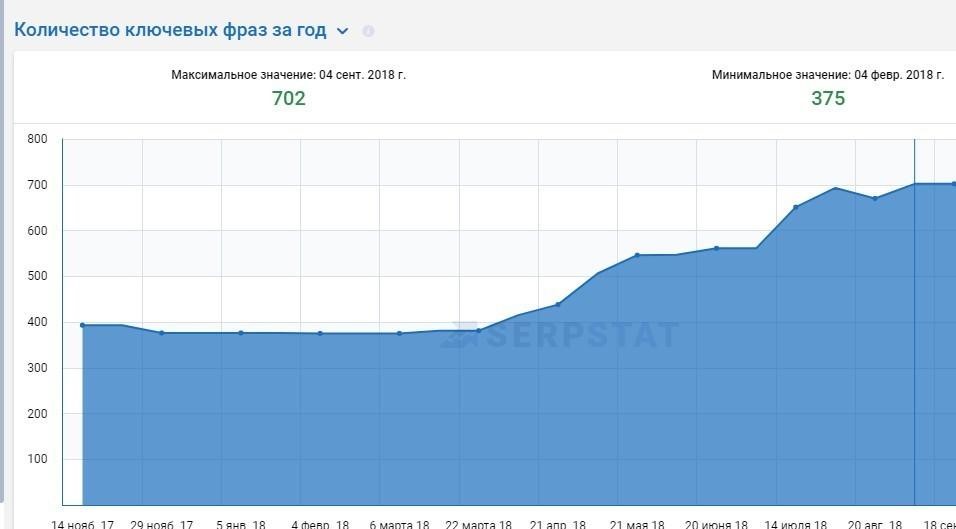 Количество ключевых фраз за год
Максимальное значение: 04 сент. 2018 г.
702
Минимальное значение: 04 февр. 2018 г.
375
800
700
600
500
400
300
200
100
SERPSTAT
14 нояб. 17 29 нояб. 17 5 янв. 18 4 февр. 18 6 марта 18 22 марта 18 21 апр. 18 21 мая 18 20 июня 18 14 июля 18 20 авг. 18 18 сен